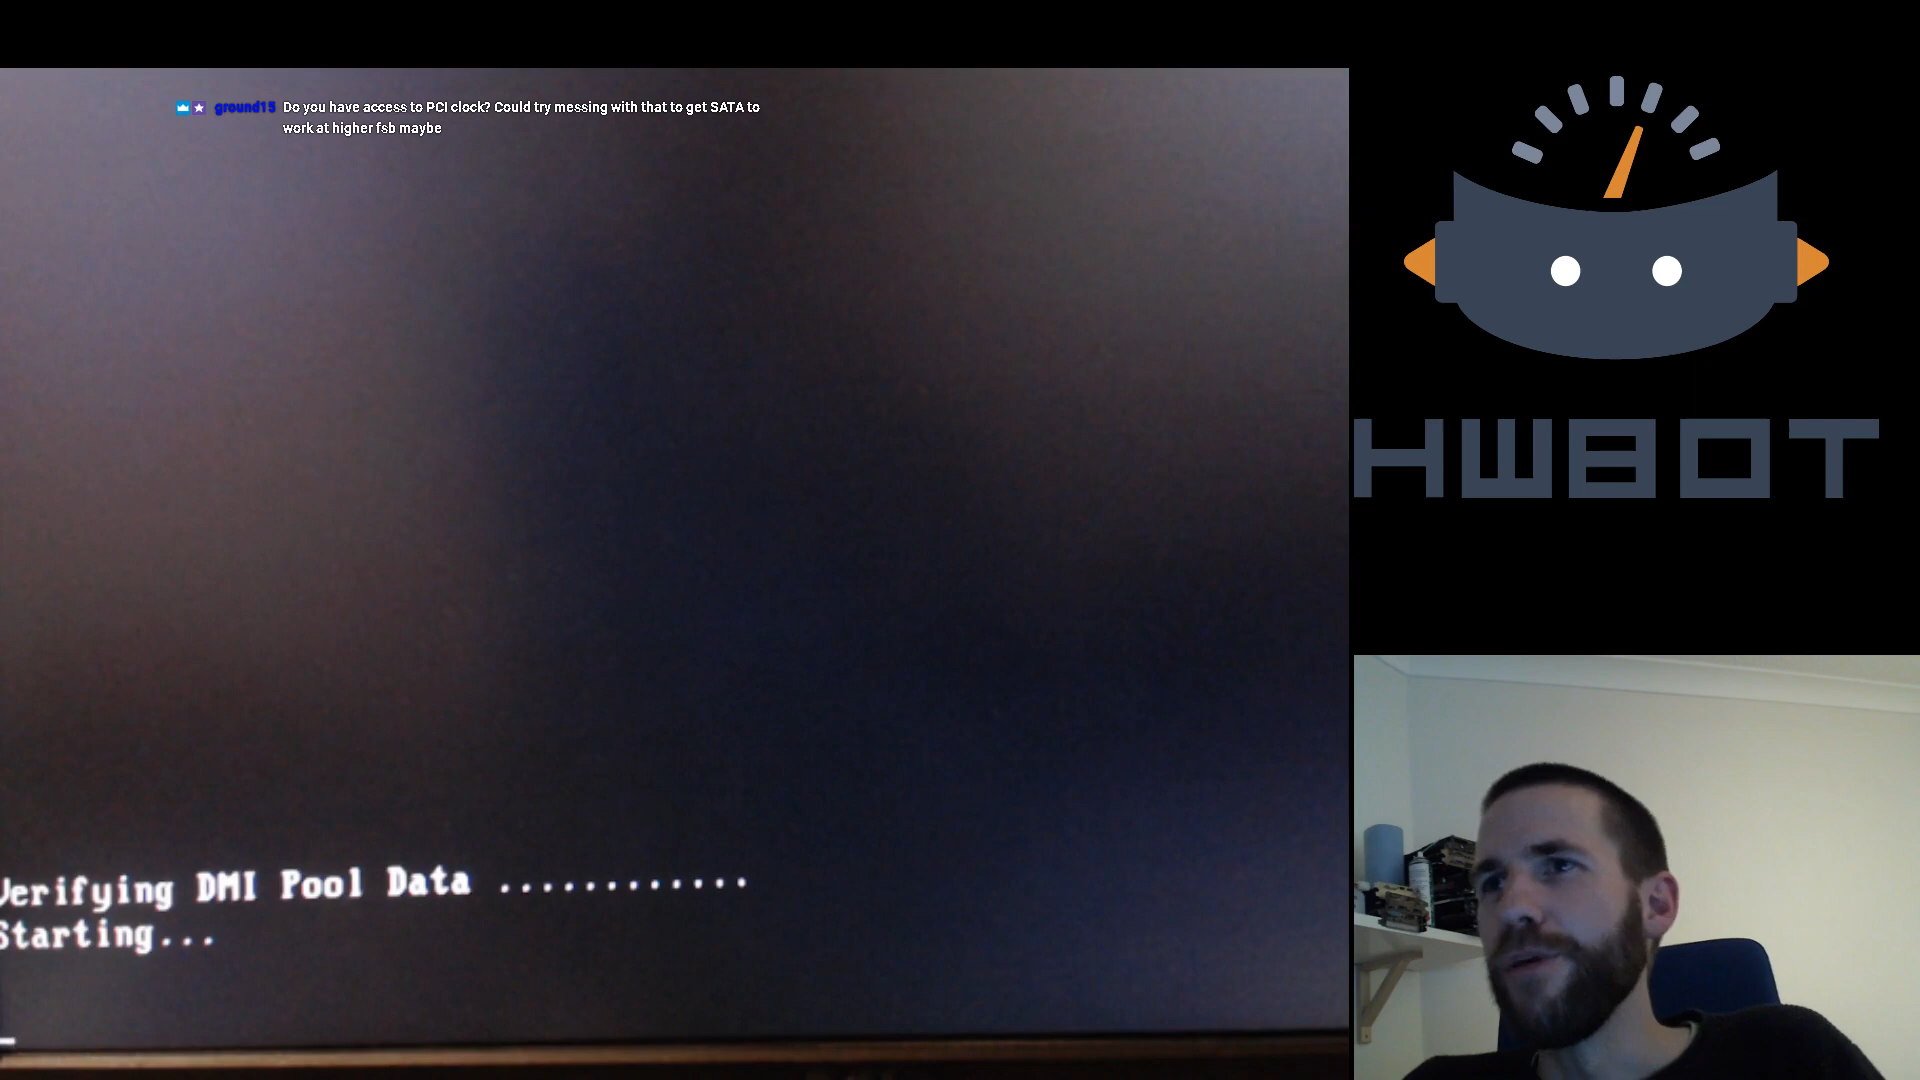 ground15 Do you have access to PCI clock? Could try messing with that to get SATA to
work at higher fsb maybe
HWBOT
Verifying DMI Pool Data ............
Starting...